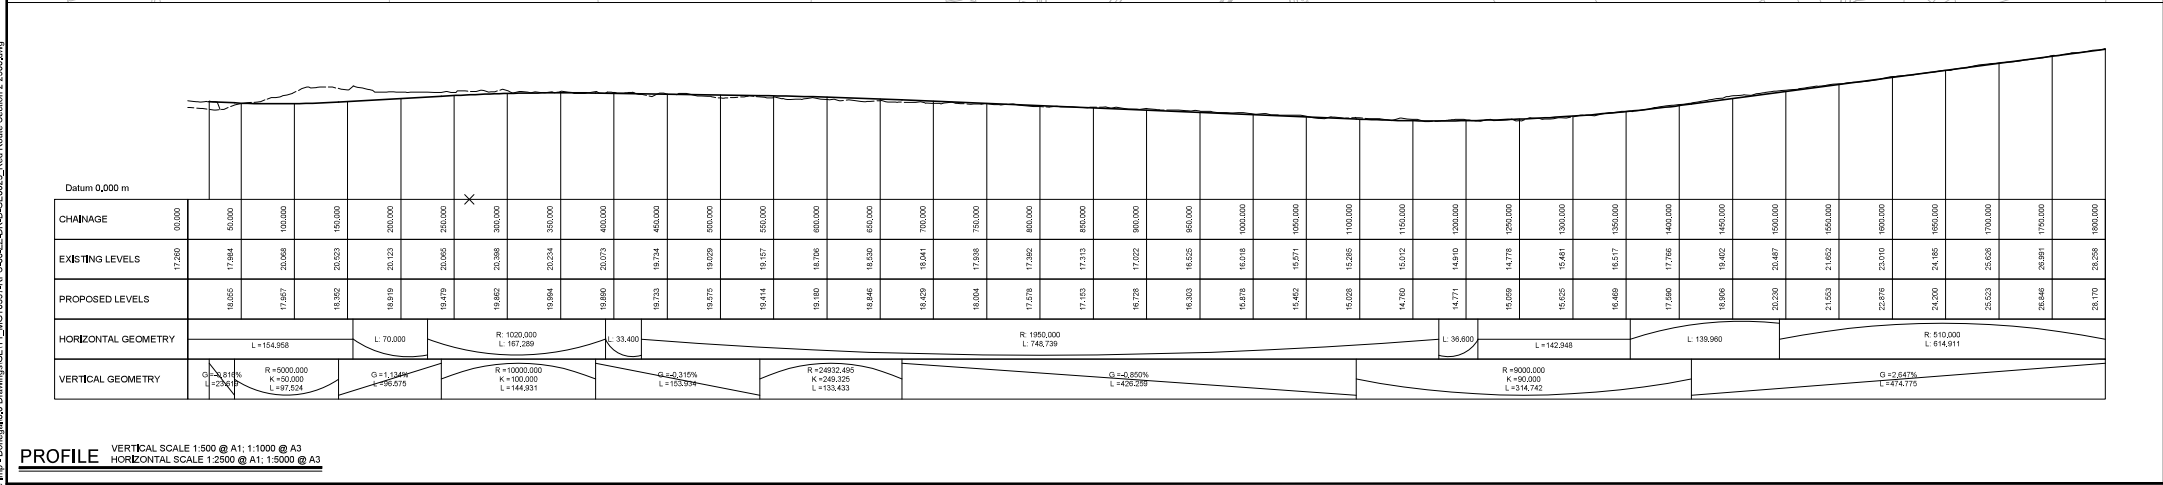 Datum 0.000 m
CHAINAGE 00.000 50.000 100.000 150.000 200.000 250.000 300.000 350.000 400.000 450.000 500.000 550.000 600.000 650.000 700.000 750.000 800.000 850.000 900.000 950.000 1000.000 1050.000 1100.000 1150.000 1200.000 1250.000 1300.000 1350.000 1400.000 1450.000 1500.000 1550.000 1600.000 1650.000 1700.000 1750.000 1800.000
EXISTING LEVELS 17.260 17.984 20.068 20.523 20.123 20.065 20.398 20.234 20.073 19.734 19.029 19.157 18.706 18.530 18.041 17.938 17.392 17.313 17.022 16.525 16.018 15.571 15.285 15.012 14.910 14.778 15.481 16.517 17.766 19.402 20.487 21.652 23.010 24.185 25.626 26.991 28.258
PROPOSED LEVELS 18.055 17.957 18.352 18.919 19.479 19.862 19.994 19.890 19.733 19.575 19.414 19.180 18.846 18.429 18.004 17.578 17.153 16.728 16.303 15.878 15.452 15.028 14.760 14.771 15.059 15.625 16.469 17.590 18.906 20.230 21.553 22.876 24.200 25.523 26.846 28.170
HORIZONTAL GEOMETRY
L =154.958
L: 70.000
R: 1020.000
L: 167.289
L: 33.400
R: 1950.000
L: 748.739
L: 36.600
L =142.948
L: 139.960
R: 510.000
L: 614.911
VERTICAL GEOMETRY
R =5000.000
K =50.000
L =97.524
G =1.134%
L =96.575
R =10000.000
K =100.000
L =144.931
G =-0.315%
L =153.934
R =24932.495
K =249.325
L =133.433
G =-0.850%
L =426.259
R =9000.000
K =90.000
L =314.742
G =2.647%
L =474.775
PROFILE
VERTICAL SCALE 1:500 @ A1; 1:1000 @ A3
HORIZONTAL SCALE 1:2500 @ A1; 1:5000 @ A3